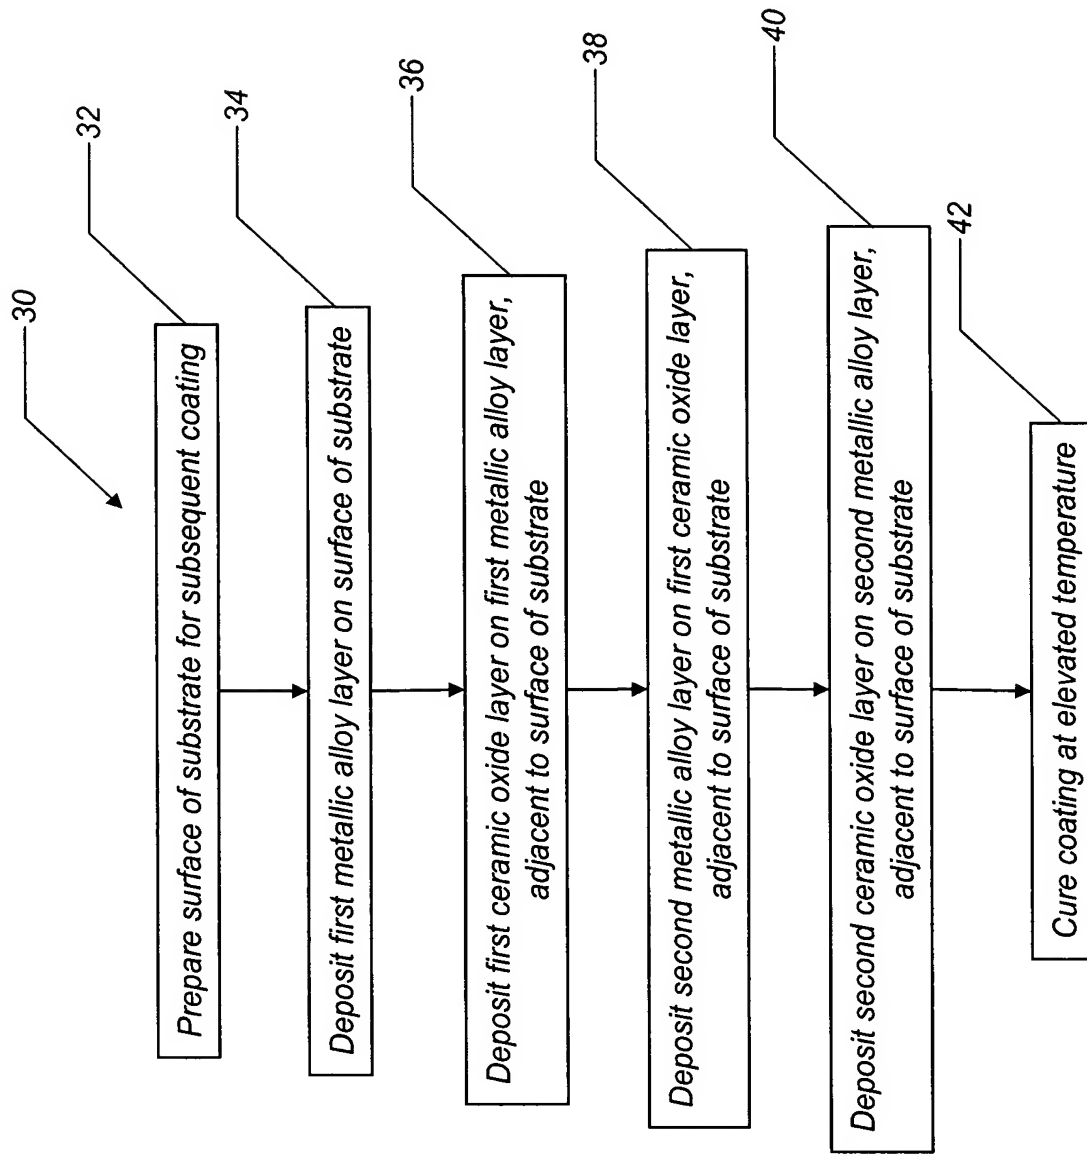 30
32
Prepare surface of substrate for subsequent coating
34
Deposit first metallic alloy layer on surface of substrate
36
Deposit first ceramic oxide layer on first metallic alloy layer,
adjacent to surface of substrate
38
Deposit second metallic alloy layer on first ceramic oxide layer,
adjacent to surface of substrate
40
Deposit second ceramic oxide layer on second metallic alloy layer,
adjacent to surface of substrate
42
Cure coating at elevated temperature